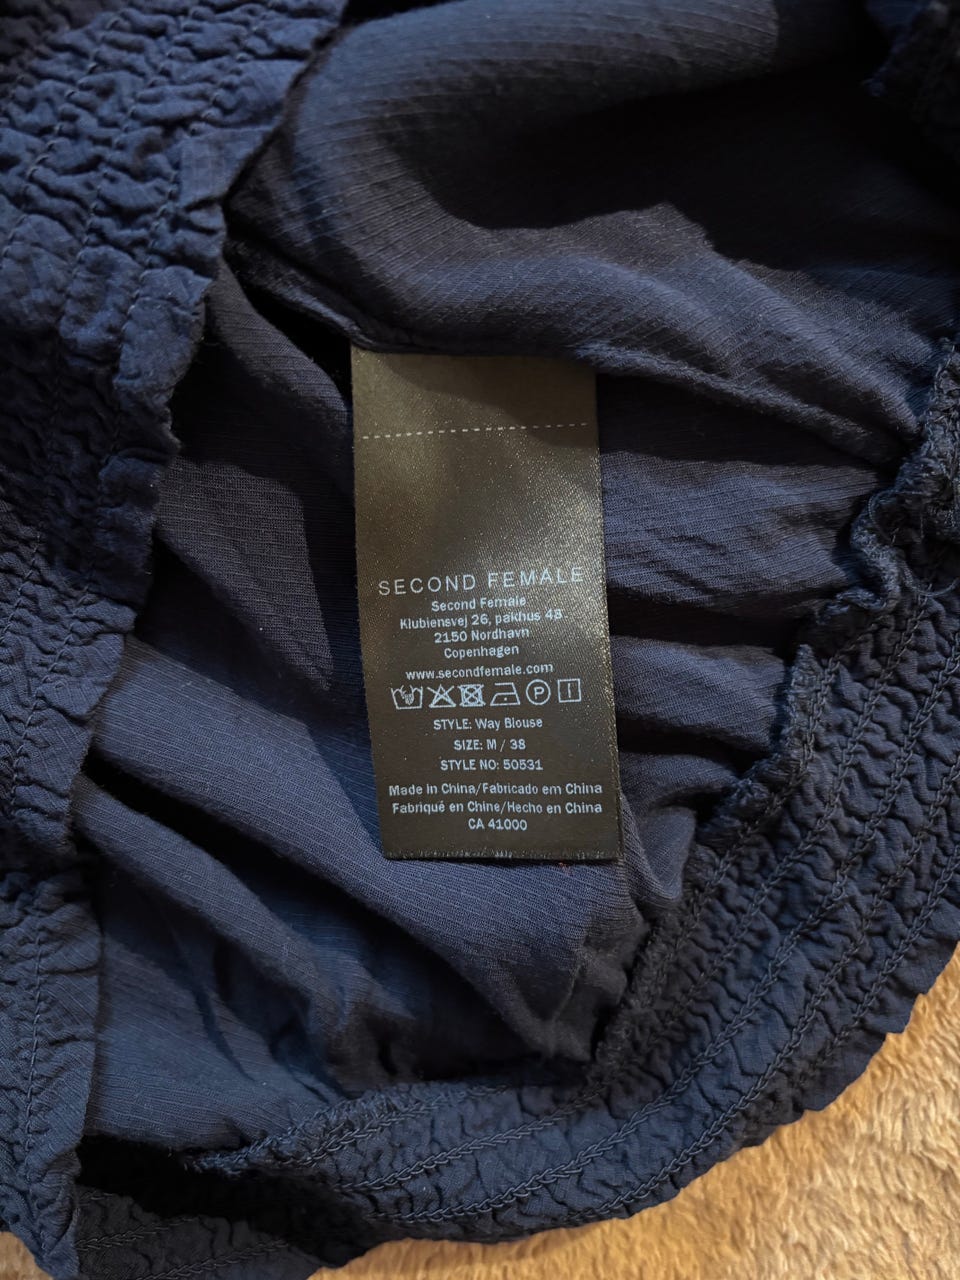 SECOND FEMALE
Second Female
Klubiensvej 26, pakhus 48.
2150 Nordhavn
Copenhagen
www.secondfemale.com
P
STYLE: Way Blouse
SIZE: M / 38
STYLE NO: 50531
Made in China/Fabricado em China
Fabriqué en Chine/Hecho en China
CA 41000